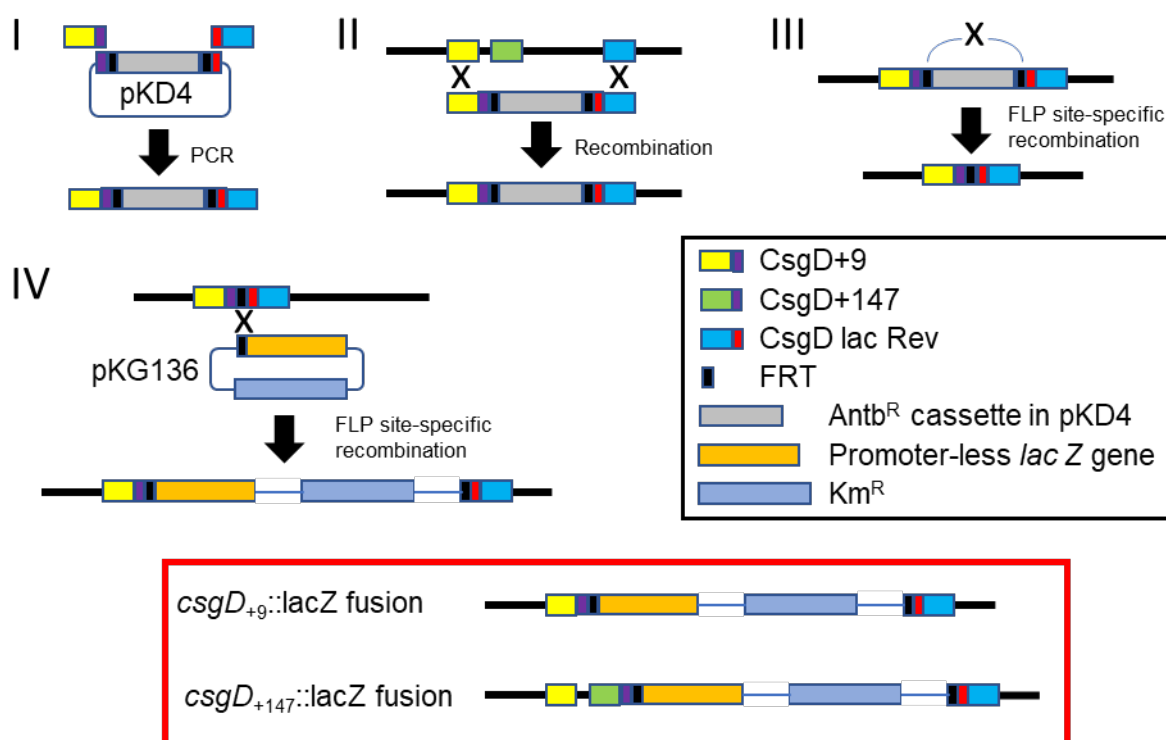 I
pKD4
PCR
II
X X
Recombination
III
X
FLP site-specific
recombination
IV
X
pKG136
FLP site-specific
recombination
CsgD+9
CsgD+147
CsgD lac Rev
FRT
Antbᴿ cassette in pKD4
Promoter-less lac Z gene
Kmᴿ
csgD₊₉::lacZ fusion
csgD₊₁₄₇::lacZ fusion